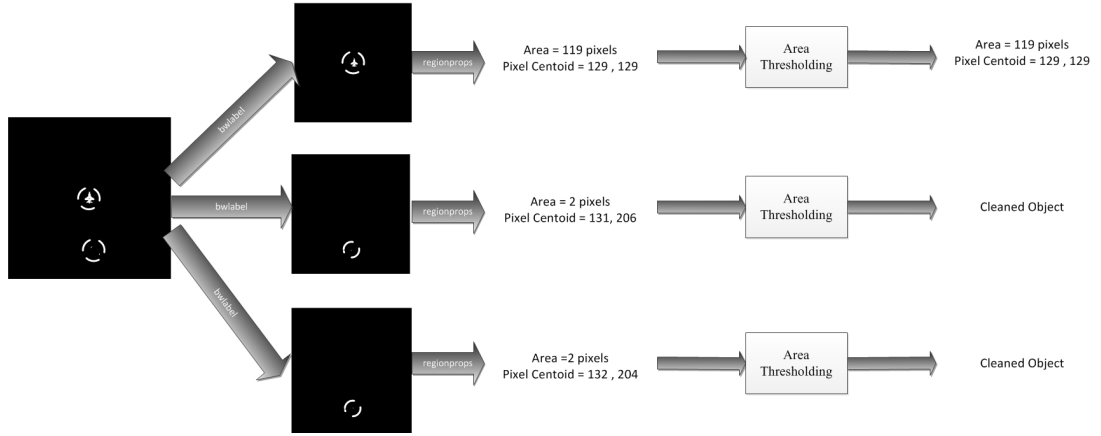 bwlabel
regionprops
Area = 119 pixels
Pixel Centoid = 129 , 129
Area
Thresholding
Area = 119 pixels
Pixel Centoid = 129 , 129
bwlabel
regionprops
Area = 2 pixels
Pixel Centoid = 131, 206
Area
Thresholding
Cleaned Object
bwlabel
regionprops
Area =2 pixels
Pixel Centoid = 132 , 204
Area
Thresholding
Cleaned Object